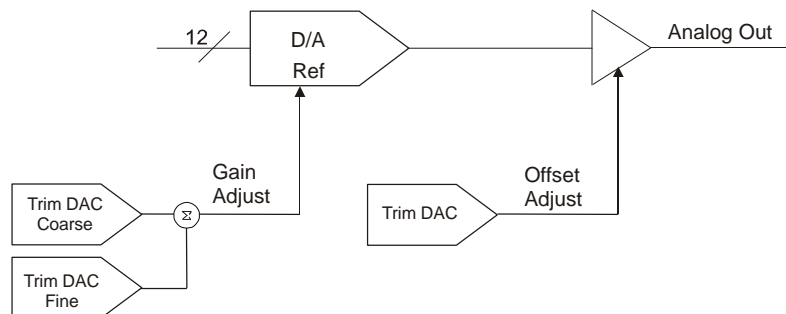 12
D/A
Ref
Analog Out
Gain
Adjust
Offset
Adjust
Trim DAC
Coarse
Σ
Trim DAC
Trim DAC
Fine